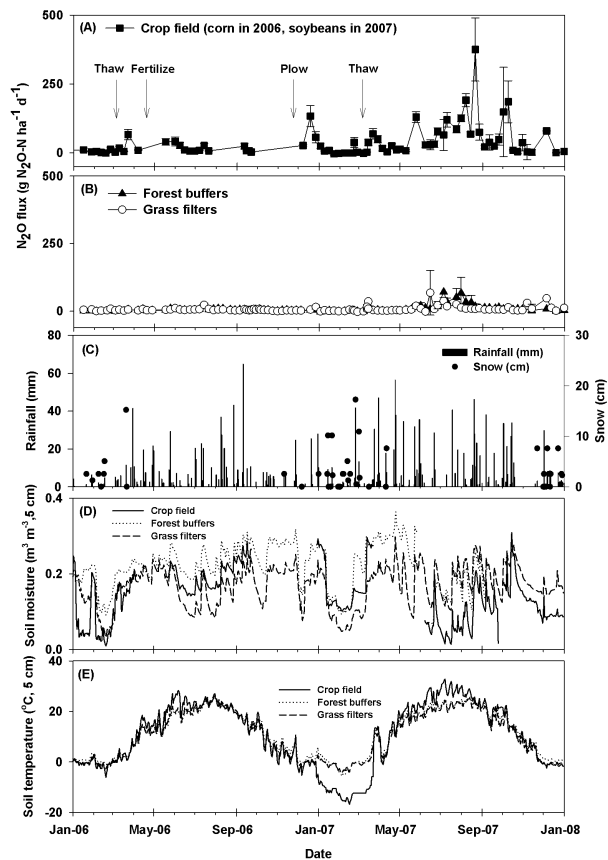 500
(A)
Crop field (corn in 2006, soybeans in 2007)
Thaw
Fertilize
Plow
Thaw
250
0
N2O flux (g N2O-N ha-1 d-1)
500
(B)
Forest buffers
Grass filters
250
0
80
30
(C)
Rainfall (mm)
Snow (cm)
60
20
40
10
20
0
0
Rainfall (mm)
Snow (cm)
0.4
(D)
Crop field
Forest buffers
Grass filters
0.2
0.0
Soil moisture (m3 m-3,5 cm)
40
(E)
Crop field
Forest buffers
Grass filters
20
0
-20
Soil temperature (oC, 5 cm)
Jan-06 May-06 Sep-06 Jan-07 May-07 Sep-07 Jan-08
Date